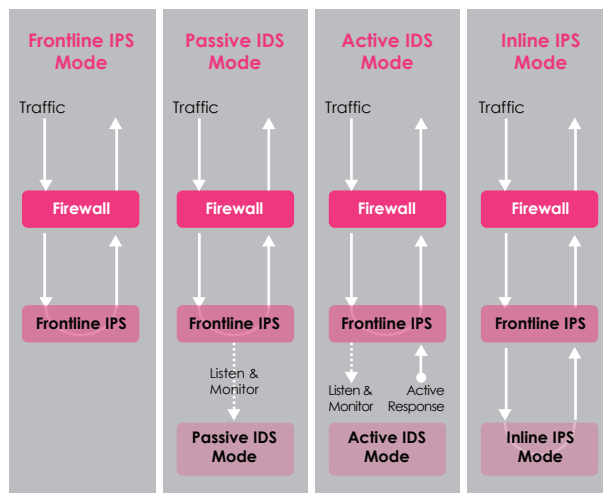 Frontline IPS
Mode
Traffic
Firewall
Frontline IPS
Passive IDS
Mode
Traffic
Firewall
Frontline IPS
Listen &
Monitor
Passive IDS
Mode
Active IDS
Mode
Traffic
Firewall
Frontline IPS
Listen &
Monitor
Active
Response
Active IDS
Mode
Inline IPS
Mode
Traffic
Firewall
Frontline IPS
Inline IPS
Mode